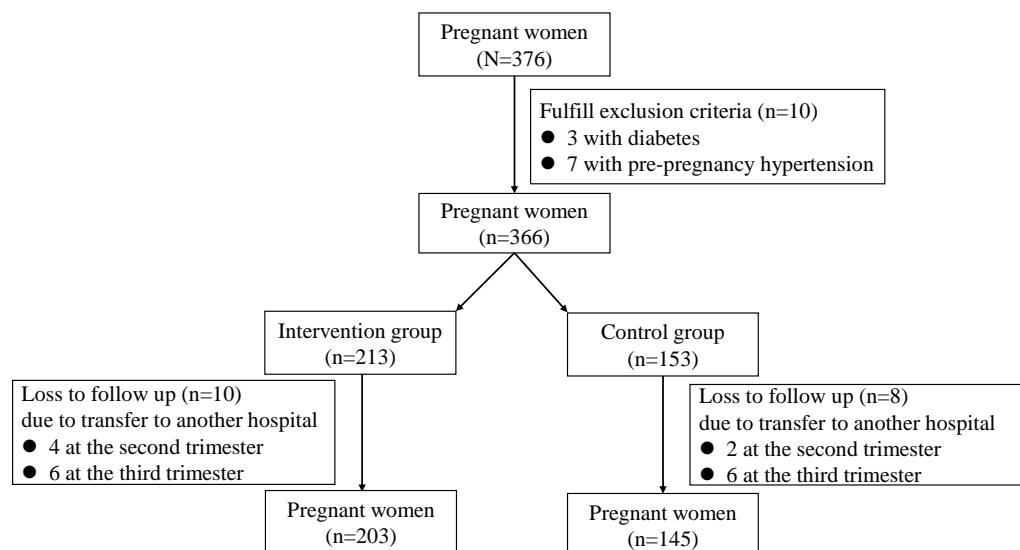 Pregnant women
(N=376)
Fulfill exclusion criteria (n=10)
● 3 with diabetes
● 7 with pre-pregnancy hypertension
Pregnant women
(n=366)
Intervention group
(n=213)
Control group
(n=153)
Loss to follow up (n=10)
due to transfer to another hospital
● 4 at the second trimester
● 6 at the third trimester
Loss to follow up (n=8)
due to transfer to another hospital
● 2 at the second trimester
● 6 at the third trimester
Pregnant women
(n=203)
Pregnant women
(n=145)